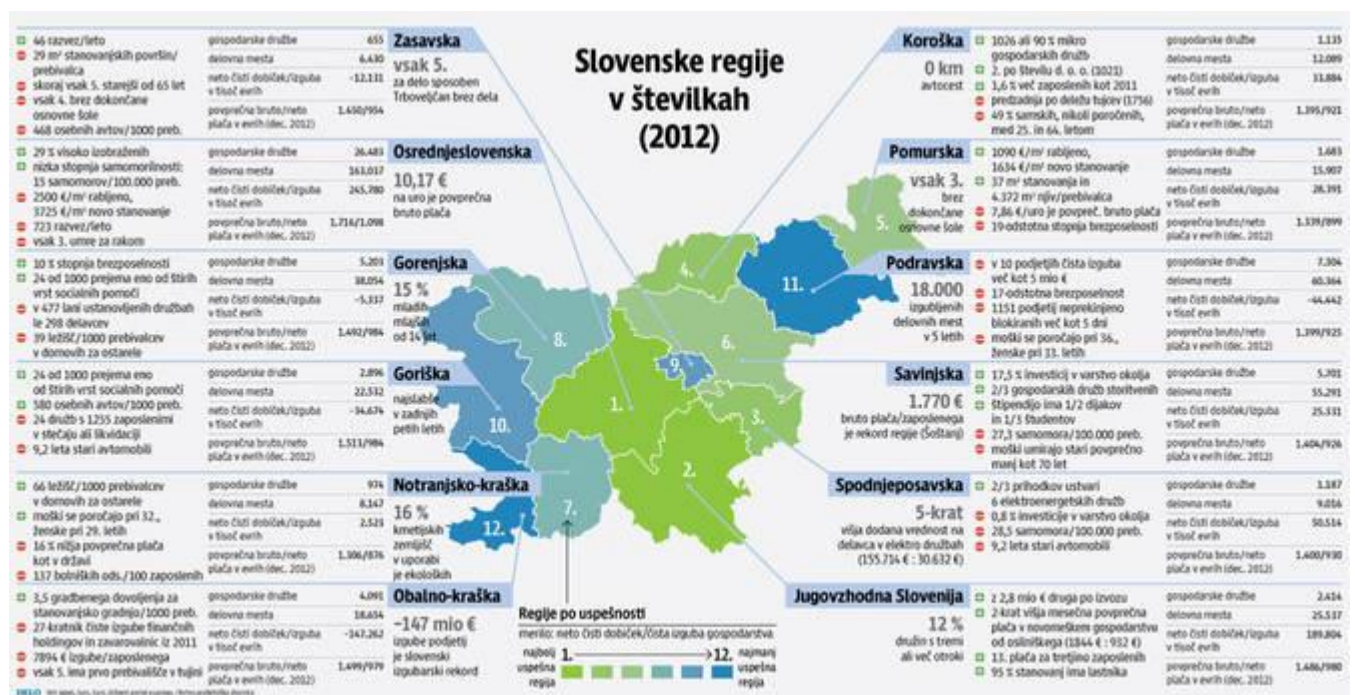 Slovenske regije
v številkah
(2012)
46 razvez/leto
29 m² stanovanjskih površin/
prebivalca
skoraj vsak 5. starejši od 65 let
vsak 4. brez dokončane
osnovne šole
468 osebnih avtov/1000 preb.
gospodarske družbe 655
delovna mesta 6.430
neto čisti dobiček/izguba
v tisoč evrih -12.131
povprečna bruto/neto
plača v evrih (dec. 2012) 1.450/954
Zasavska
vsak 5.
za delo sposoben
Trboveljčan brez dela
29 % visoko izobraženih
nizka stopnja samomorilnosti:
15 samomorov/100.000 preb.
2500 €/m² rabljeno,
3725 €/m² novo stanovanje
723 razvez/leto
vsak 3. umre za rakom
gospodarske družbe 26.483
delovna mesta 163.017
neto čisti dobiček/izguba
v tisoč evrih 245.780
povprečna bruto/neto
plača v evrih (dec. 2012) 1.716/1.098
Osrednjeslovenska
10,17 €
na uro je povprečna
bruto plača
10 % stopnja brezposelnosti
24 od 1000 prejema eno od štirih
vrst socialnih pomoči
v 477 lani ustanovljenih družbah
le 298 delavcev
39 ležišč/1000 prebivalcev
v domovih za ostarele
gospodarske družbe 5.203
delovna mesta 38.054
neto čisti dobiček/izguba
v tisoč evrih -5.337
povprečna bruto/neto
plača v evrih (dec. 2012) 1.492/984
Gorenjska
15 %
mladih,
mlajših
od 14 let
24 od 1000 prejema eno
od štirih vrst socialnih pomoči
580 osebnih avtov/1000 preb.
24 družb s 1255 zaposlenimi
v stečaju ali likvidaciji
9,2 leta stari avtomobili
gospodarske družbe 2.896
delovna mesta 22.512
neto čisti dobiček/izguba
v tisoč evrih -34.674
povprečna bruto/neto
plača v evrih (dec. 2012) 1.513/984
Goriška
najslabše
v zadnjih
petih letih
66 ležišč/1000 prebivalcev
v domovih za ostarele
moški se poročajo pri 32.,
ženske pri 29. letih
16 % nižja povprečna plača
kot v državi
137 bolniških ods./100 zaposlenih
gospodarske družbe 974
delovna mesta 8.147
neto čisti dobiček/izguba
v tisoč evrih 2.523
povprečna bruto/neto
plača v evrih (dec. 2012) 1.306/876
Notranjsko-kraška
16 %
kmetijskih
zemljišč
v uporabi
je ekoloških
3,5 gradbenega dovoljenja za
stanovanjsko gradnjo/1000 preb.
27-kratnik čiste izgube finančnih
holdingov in zavarovalnic iz 2011
7894 € izgube/zaposlenega
vsak 5. ima prvo prebivališče v tujini
gospodarske družbe 4.091
delovna mesta 18.654
neto čisti dobiček/izguba
v tisoč evrih -147.262
povprečna bruto/neto
plača v evrih (dec. 2012) 1.499/979
Obalno-kraška
-147 mio €
izgube podjetij
je slovenski
izgubarski rekord
Koroška
0 km
avtocest
1026 ali 90 % mikro
gospodarskih družb
2. po številu d. o. o. (1021)
1,6 % več zaposlenih kot 2011
predzadnja po deležu tujcev (1756)
49 % samskih, nikoli poročenih,
med 25. in 64. letom
gospodarske družbe 1.135
delovna mesta 12.089
neto čisti dobiček/izguba
v tisoč evrih 33.884
povprečna bruto/neto
plača v evrih (dec. 2012) 1.395/921
Pomurska
vsak 3.
brez
dokončane
osnovne šole
1090 €/m² rabljeno,
1634 €/m² novo stanovanje
37 m² stanovanja in
4.372 m² njiv/prebivalca
7,86 €/uro je povpreč. bruto plača
19-odstotna stopnja brezposelnosti
gospodarske družbe 1.683
delovna mesta 15.907
neto čisti dobiček/izguba
v tisoč evrih 28.391
povprečna bruto/neto
plača v evrih (dec. 2012) 1.339/899
Podravska
18.000
izgubljenih
delovnih mest
v 5 letih
v 10 podjetjih čista izguba
več kot 5 mio €
17-odstotna brezposelnost
1151 podjetij neprekinjeno
blokiranih več kot 5 dni
moški se poročajo pri 36.,
ženske pri 33. letih
gospodarske družbe 7.304
delovna mesta 60.364
neto čisti dobiček/izguba
v tisoč evrih -44.442
povprečna bruto/neto
plača v evrih (dec. 2012) 1.399/925
Savinjska
1.770 €
bruto plača/zaposlenega
je rekord regije (Šoštanj)
17,5 % investicij v varstvo okolja
2/3 gospodarskih družb storitvenih
štipendijo ima 1/2 dijakov
in 1/3 študentov
27,3 samomora/100.000 preb.
moški umirajo stari povprečno
manj kot 70 let
gospodarske družbe 5.701
delovna mesta 55.291
neto čisti dobiček/izguba
v tisoč evrih 25.331
povprečna bruto/neto
plača v evrih (dec. 2012) 1.404/926
Spodnjeposavska
5-krat
višja dodana vrednost na
delavca v elektro družbah
(155.714 € : 30.632 €)
2/3 prihodkov ustvari
6 elektroenergetskih družb
0,8 % investicije v varstvo okolja
28,5 samomora/100.000 preb.
9,2 leta stari avtomobili
gospodarske družbe 1.187
delovna mesta 9.016
neto čisti dobiček/izguba
v tisoč evrih 50.514
povprečna bruto/neto
plača v evrih (dec. 2012) 1.400/930
Jugovzhodna Slovenija
12 %
družin s tremi
ali več otroki
z 2,8 mio € druga po izvozu
2-krat višja mesečna povprečna
plača v novomeškem gospodarstvu
od osilniškega (1844 € : 932 €)
13. plača za tretjino zaposlenih
95 % stanovanj ima lastnika
gospodarske družbe 2.414
delovna mesta 25.537
neto čisti dobiček/izguba
v tisoč evrih 189.804
povprečna bruto/neto
plača v evrih (dec. 2012) 1.486/980
5.
4.
11.
8.
6.
9.
1.
3.
10.
2.
7.
12.
Regije po uspešnosti
merilo: neto čisti dobiček/čista izguba gospodarstva
najbolj 1. 12. najmanj
uspešna uspešna
regija regija
DELO